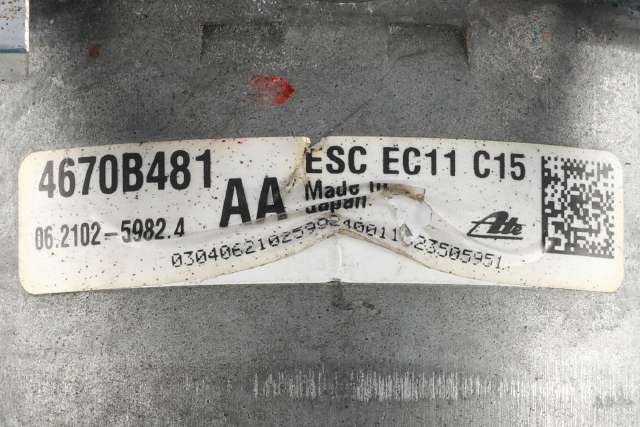 4670B481
AA
ESC EC11 C15
Made in
Japan.
06.2102-5982.4
Ate